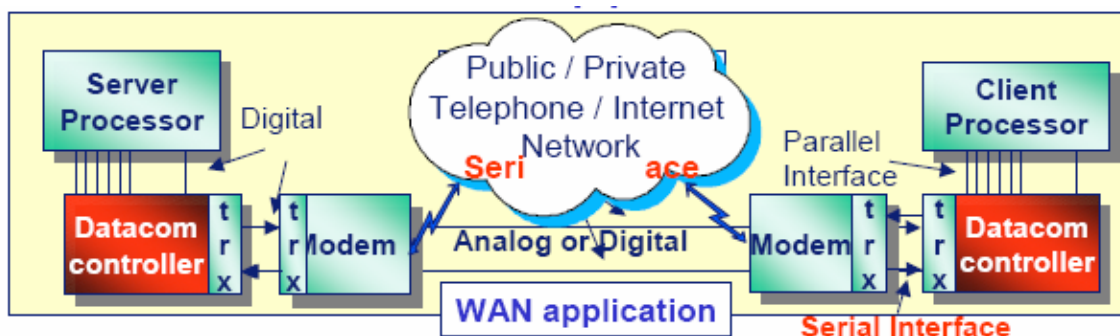 Public / Private
Telephone / Internet
Network
Seri
ace
Server
Processor
Digital
Client
Processor
Parallel
Interface
Datacom
controller
t
r
x
t
r
x
Modem
Analog or Digital
Modem
t
r
x
t
r
x
Datacom
controller
WAN application
Serial Interface